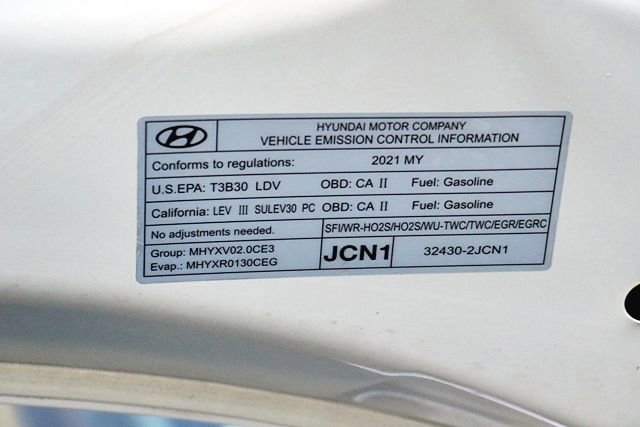 HYUNDAI MOTOR COMPANY
VEHICLE EMISSION CONTROL INFORMATION
Conforms to regulations: 2021 MY
U.S.EPA: T3B30 LDV OBD: CA II Fuel: Gasoline
California: LEV III SULEV30 PC OBD: CA II Fuel: Gasoline
No adjustments needed. SFI/WR-HO2S/HO2S/WU-TWC/TWC/EGR/EGRC
Group: MHYXV02.0CE3
Evap.: MHYXR0130CEG
JCN1 32430-2JCN1